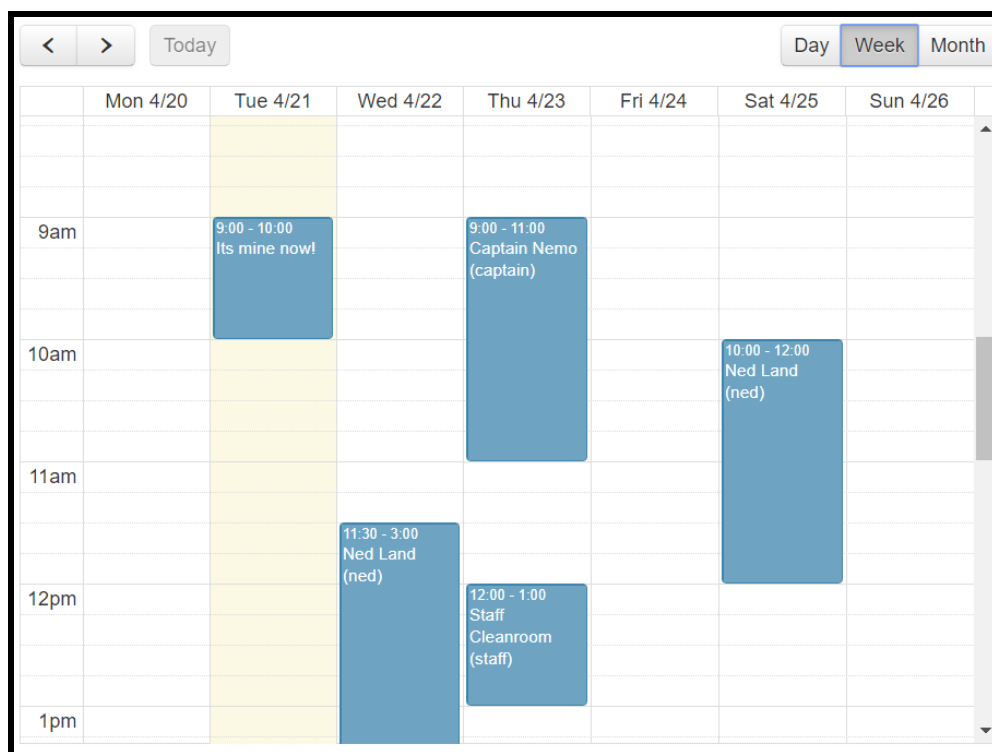 Today
Day Week Month
Mon 4/20 Tue 4/21 Wed 4/22 Thu 4/23 Fri 4/24 Sat 4/25 Sun 4/26
9am
9:00 - 10:00
Its mine now!
9:00 - 11:00
Captain Nemo
(captain)
10am
10:00 - 12:00
Ned Land
(ned)
11am
11:30 - 3:00
Ned Land
(ned)
12pm
12:00 - 1:00
Staff
Cleanroom
(staff)
1pm